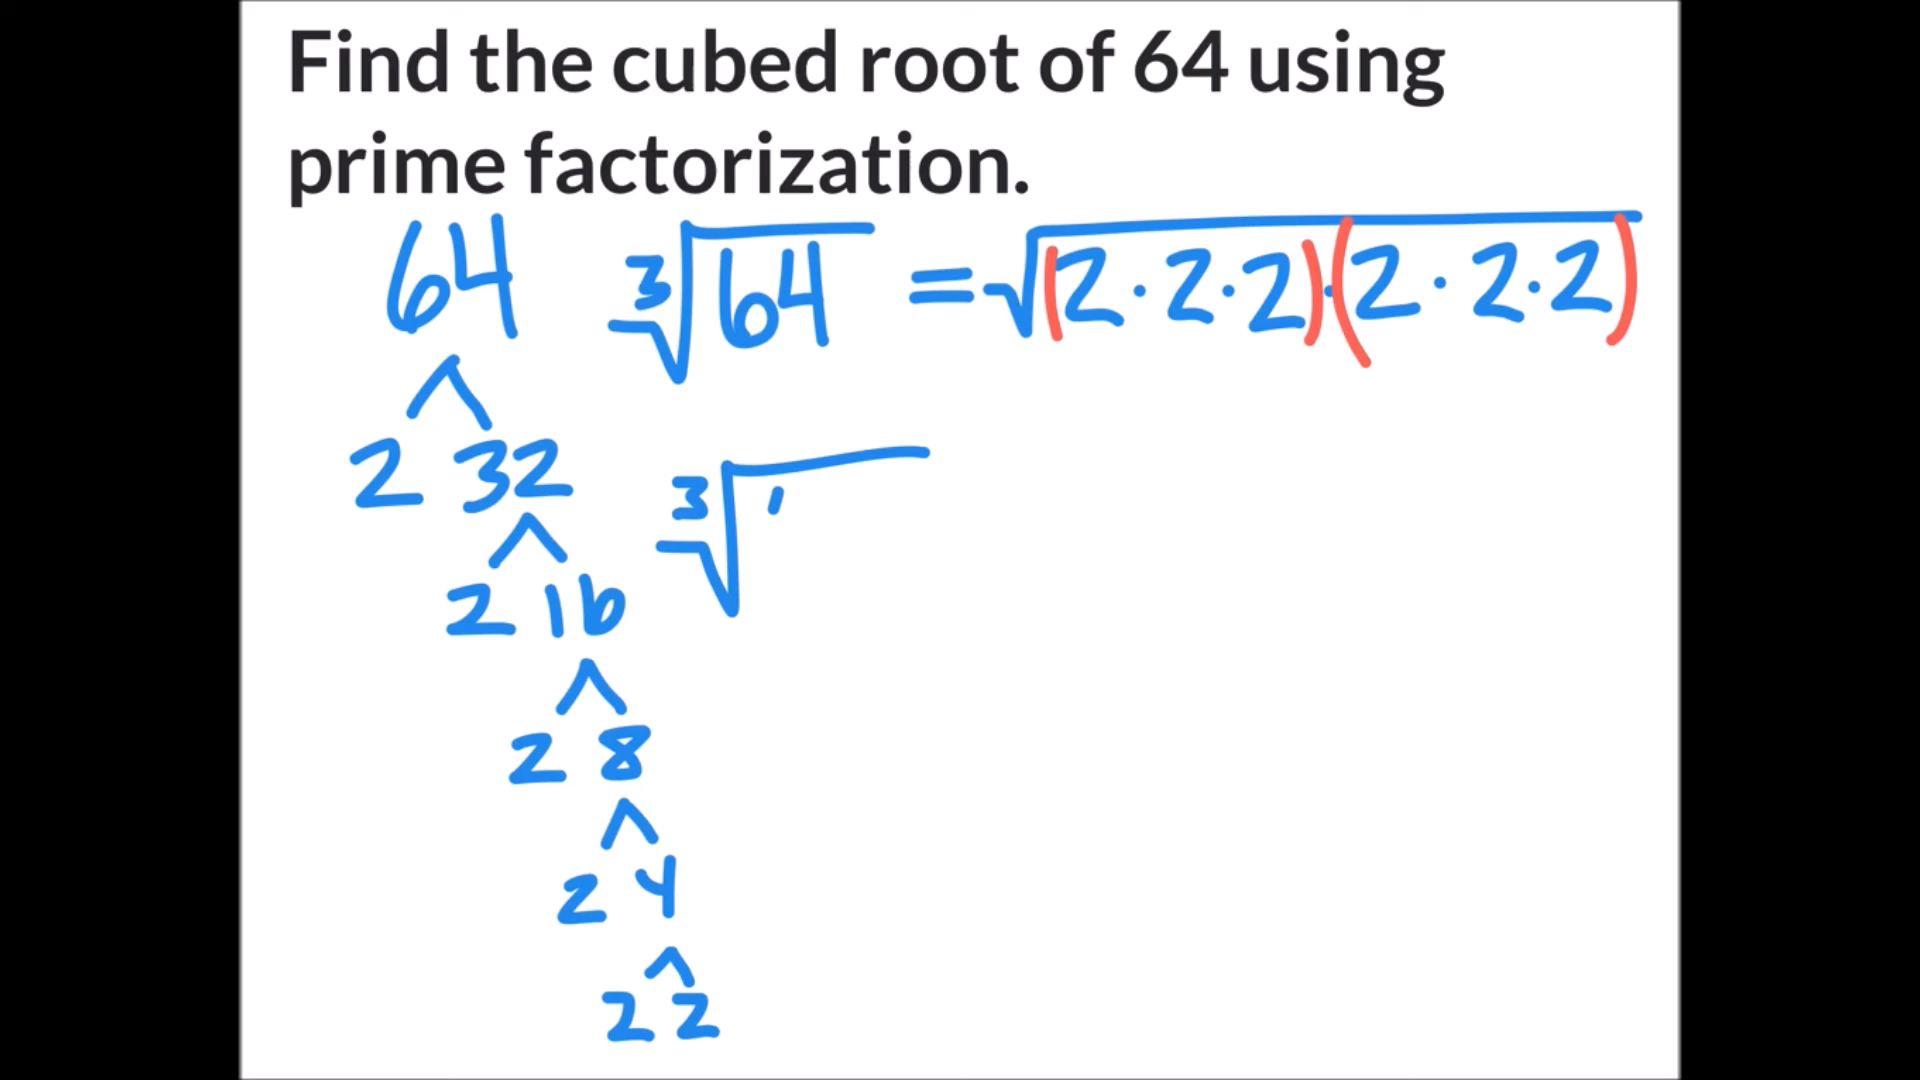 Find the cubed root of 64 using
prime factorization.
64 ∛64 = √(2·2·2)·(2·2·2)
2 32
∛
2 16
2 8
2 4
2 2